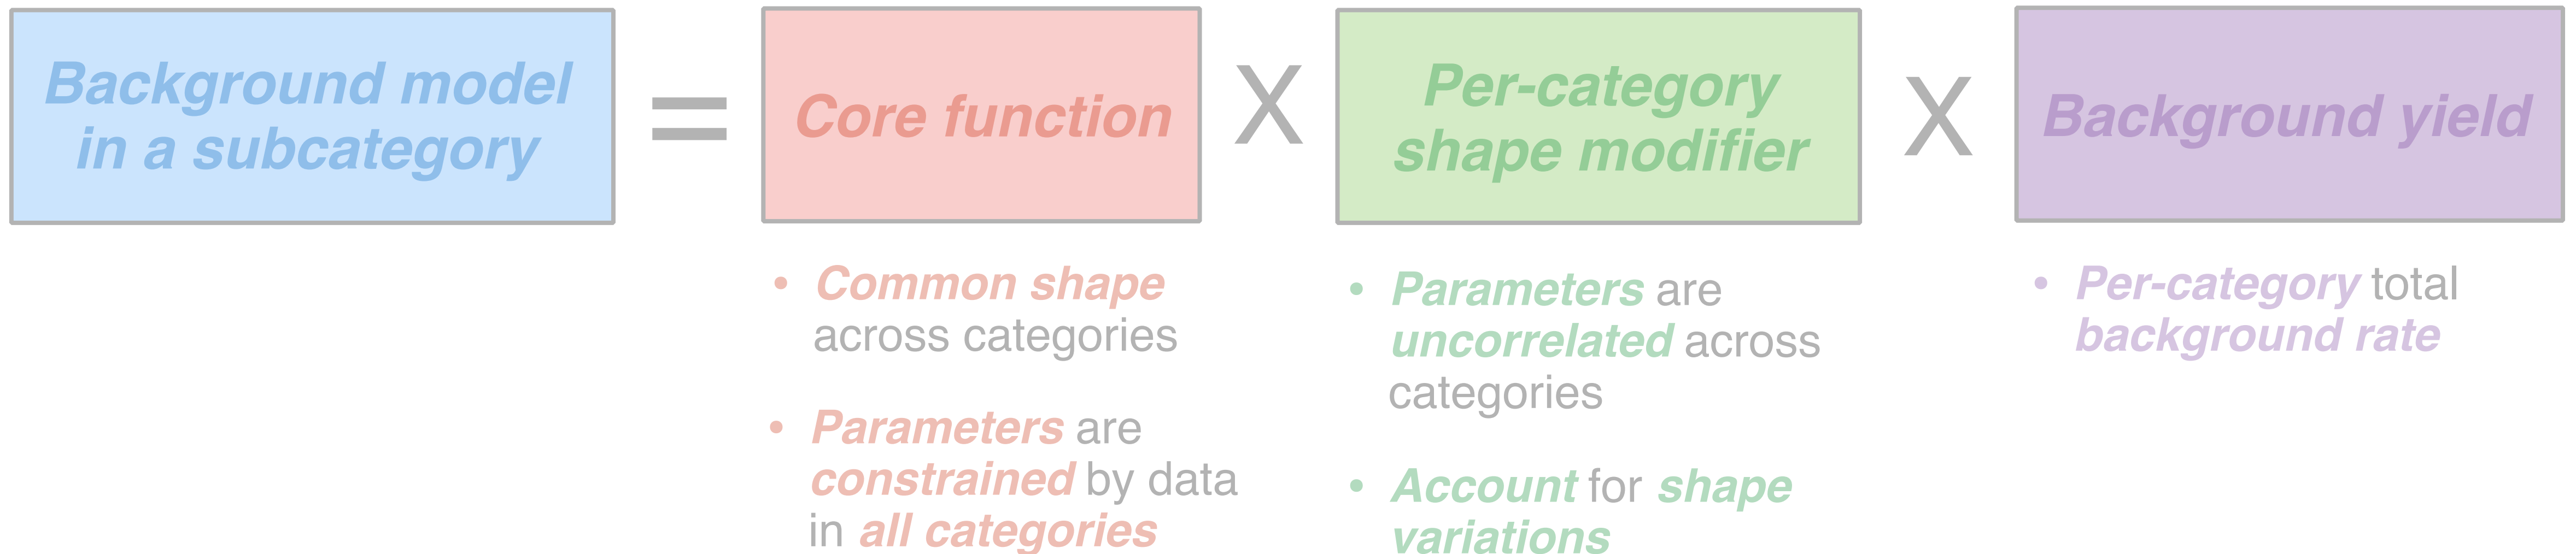 Background model
in a subcategory
=
Core function
X
Per-category
shape modifier
X
Background yield
• Common shape
across categories
• Parameters are
constrained by data
in all categories
• Parameters are
uncorrelated across
categories
• Account for shape
variations
• Per-category total
background rate